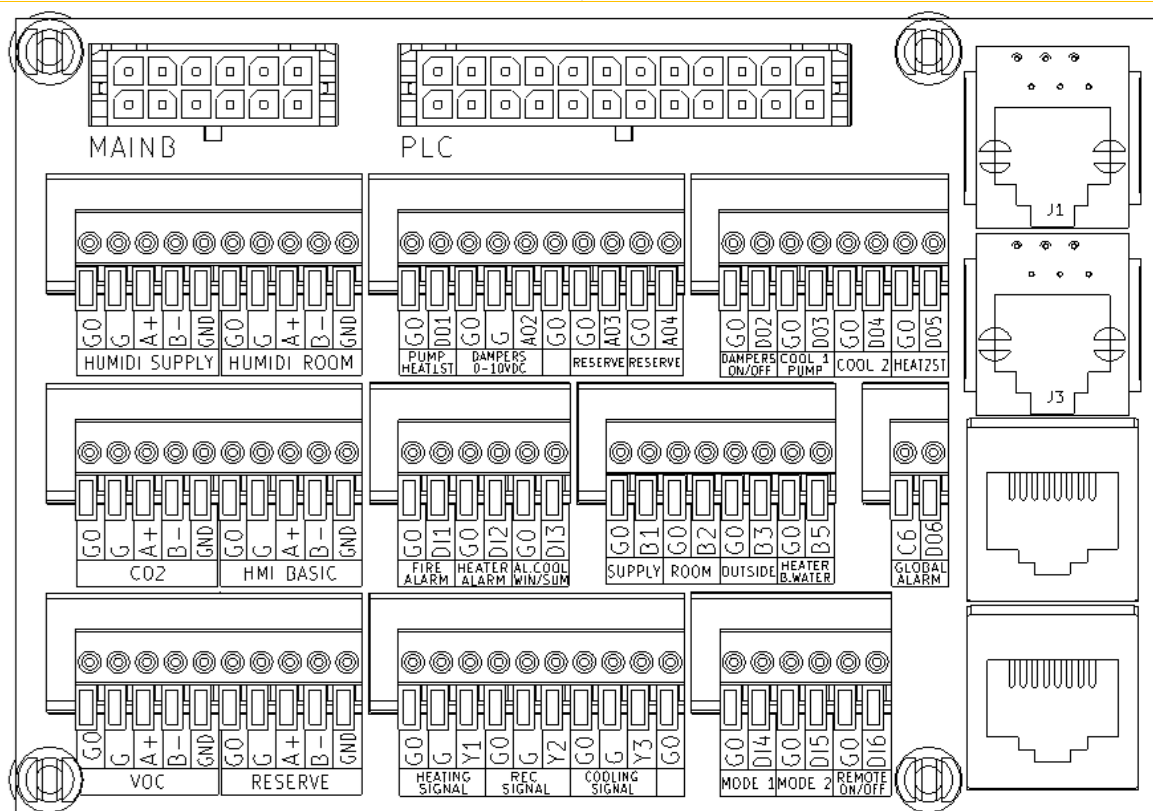 MAINB PLC
J1
G0 G A+ B- GND G0 G A+ B- GND
HUMIDI SUPPLY HUMIDI ROOM
G0 DO1 G0 G AO2 G0 G0 AO3 G0 AO4
PUMP HEAT1ST DAMPERS 0-10VDC RESERVE RESERVE
G0 DO2 G0 DO3 G0 DO4 G0 DO5
DAMPERS ON/OFF COOL 1 PUMP COOL 2 HEAT2ST
J3
G0 G A+ B- GND G0 G A+ B- GND
CO2 HMI BASIC
G0 DI1 G0 DI2 G0 DI3
FIRE ALARM HEATER ALARM AL.COOL WIN/SUM
G0 B1 G0 B2 G0 B3 G0 B5
SUPPLY ROOM OUTSIDE HEATER B.WATER
C6 DO6
GLOBAL ALARM
G0 G A+ B- GND G0 G A+ B- GND
VOC RESERVE
G0 G Y1 G0 G Y2 G0 G Y3 G0
HEATING SIGNAL REC SIGNAL COOLING SIGNAL
G0 DI4 G0 DI5 G0 DI6
MODE 1 MODE 2 REMOTE ON/OFF